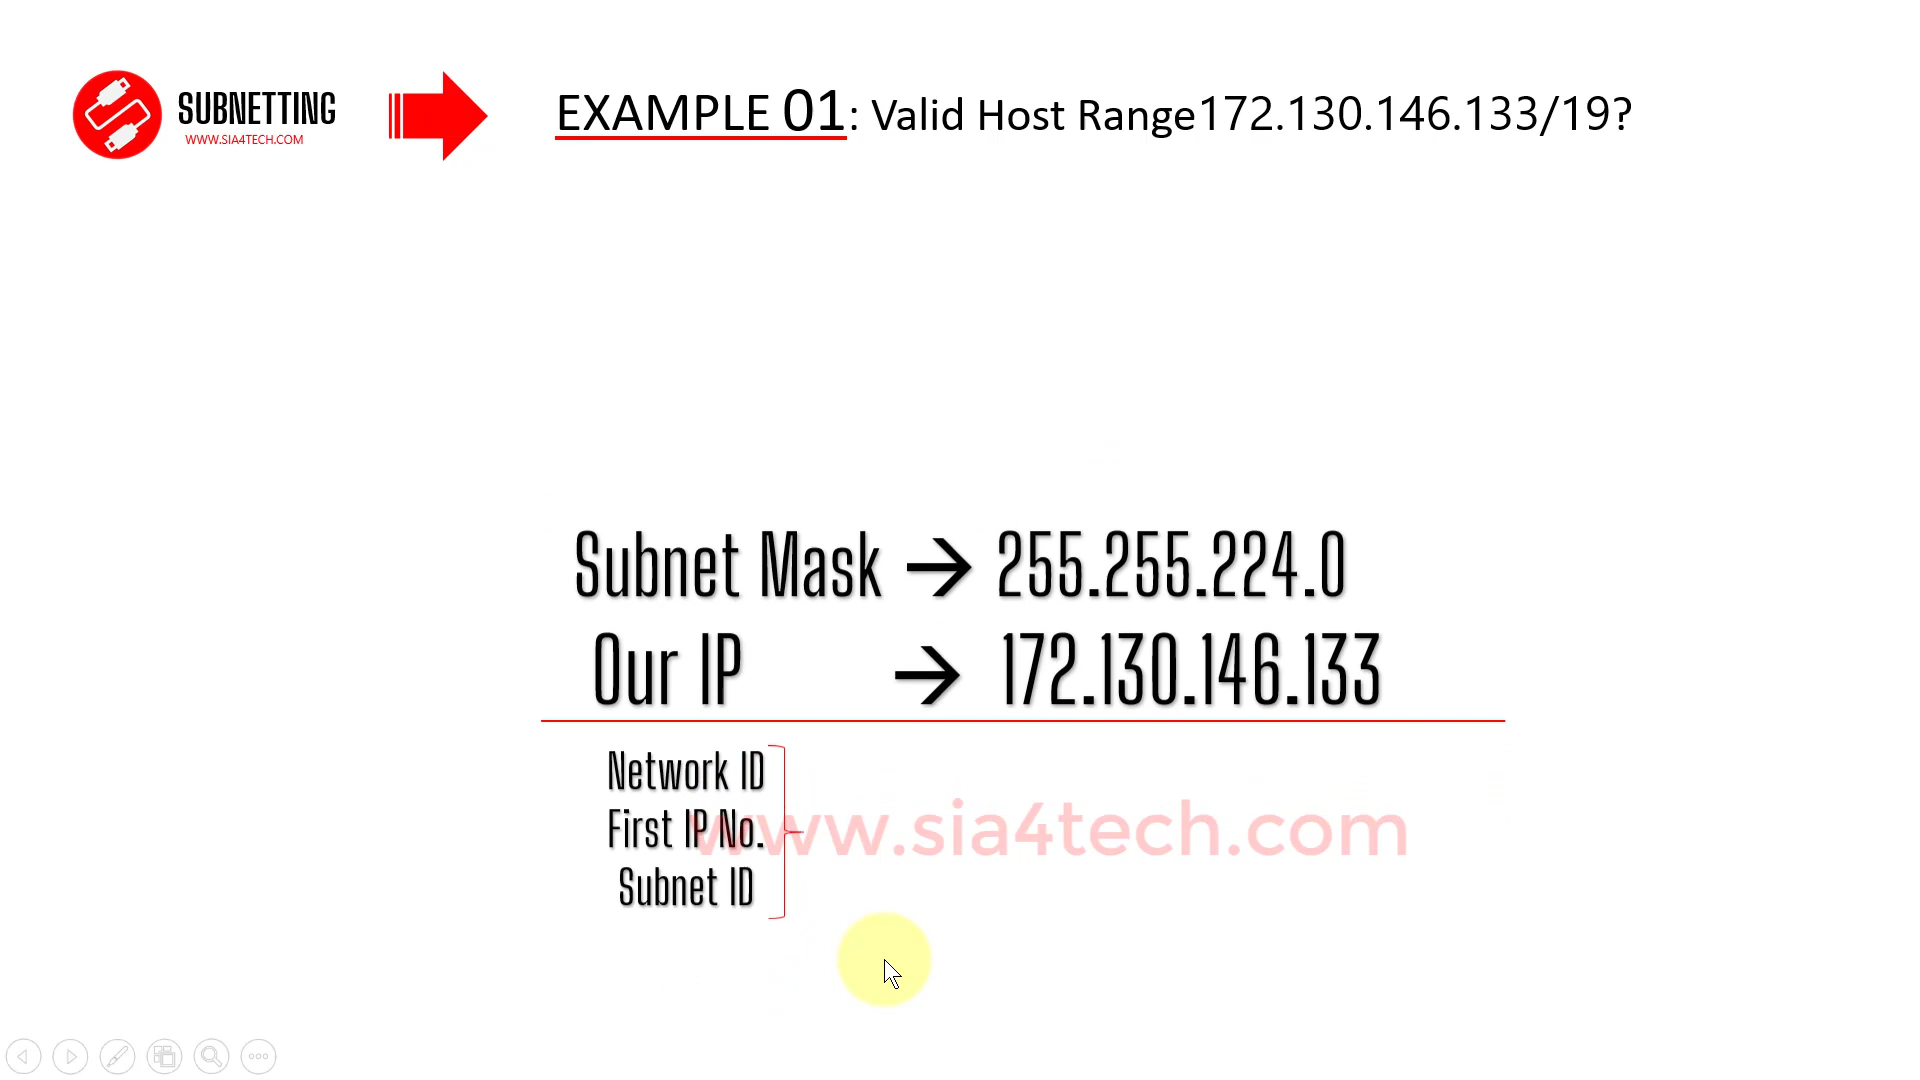 SUBNETTING
WWW.SIA4TECH.COM
EXAMPLE 01: Valid Host Range172.130.146.133/19?
Subnet Mask → 255.255.224.0
Our IP → 172.130.146.133
Network ID
First IP No.
www.sia4tech.com
Subnet ID